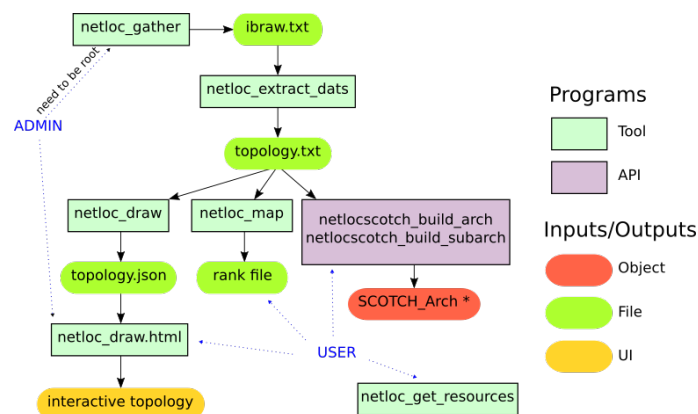 netloc_gather
ibraw.txt
need to be root
netloc_extract_dats
ADMIN
topology.txt
netloc_draw
netloc_map
netlocscotch_build_arch
netlocscotch_build_subarch
topology.json
rank file
SCOTCH_Arch *
netloc_draw.html
USER
interactive topology
netloc_get_resources
Programs
Tool
API
Inputs/Outputs
Object
File
UI